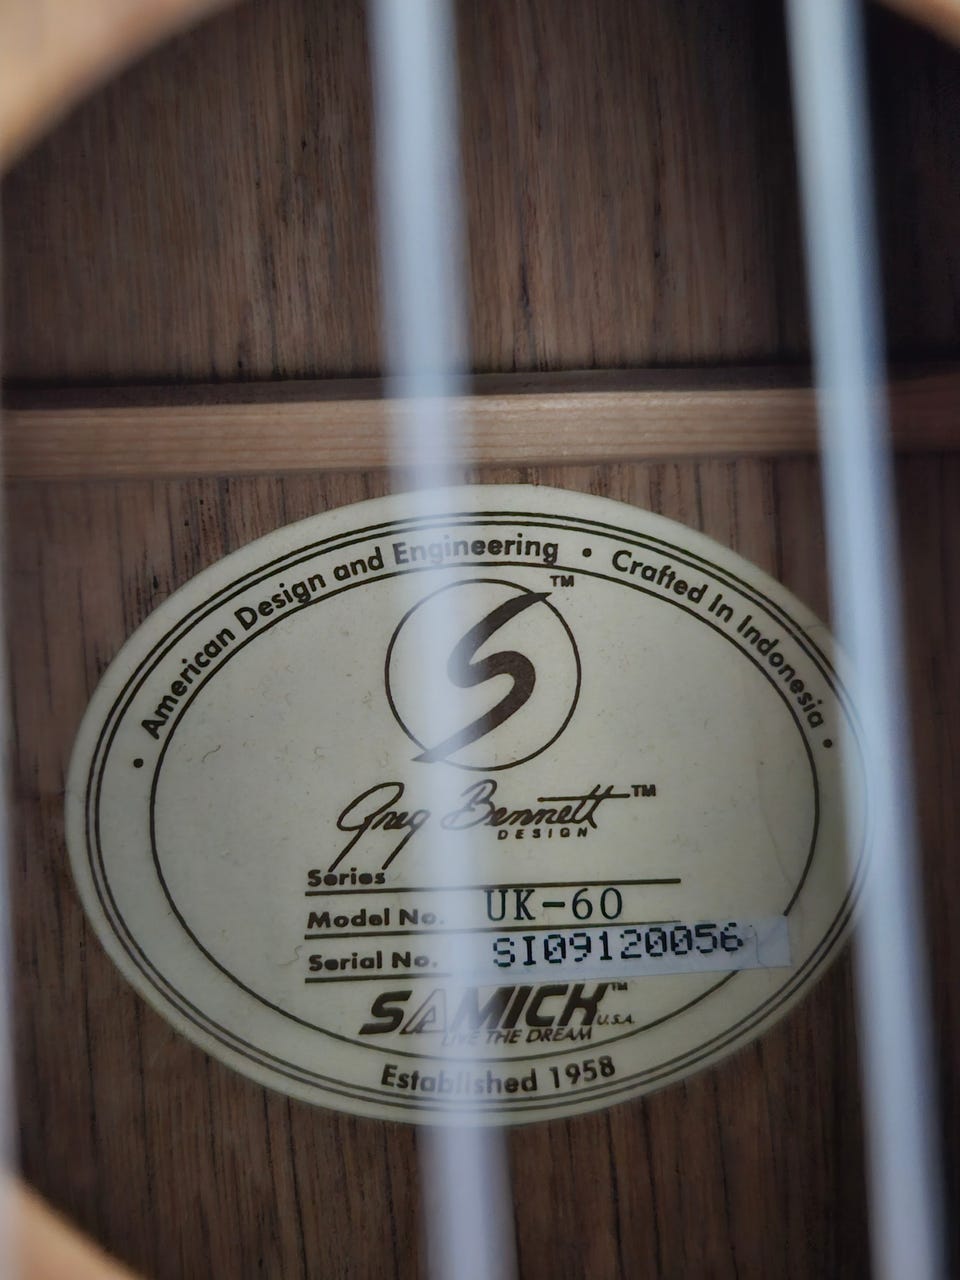 • American Design and Engineering • Crafted In Indonesia •
S™
Greg Bennett™
DESIGN
Series
Model No. UK-60
Serial No. SI09120056
SAMICK™ U.S.A.
LIVE THE DREAM
Established 1958